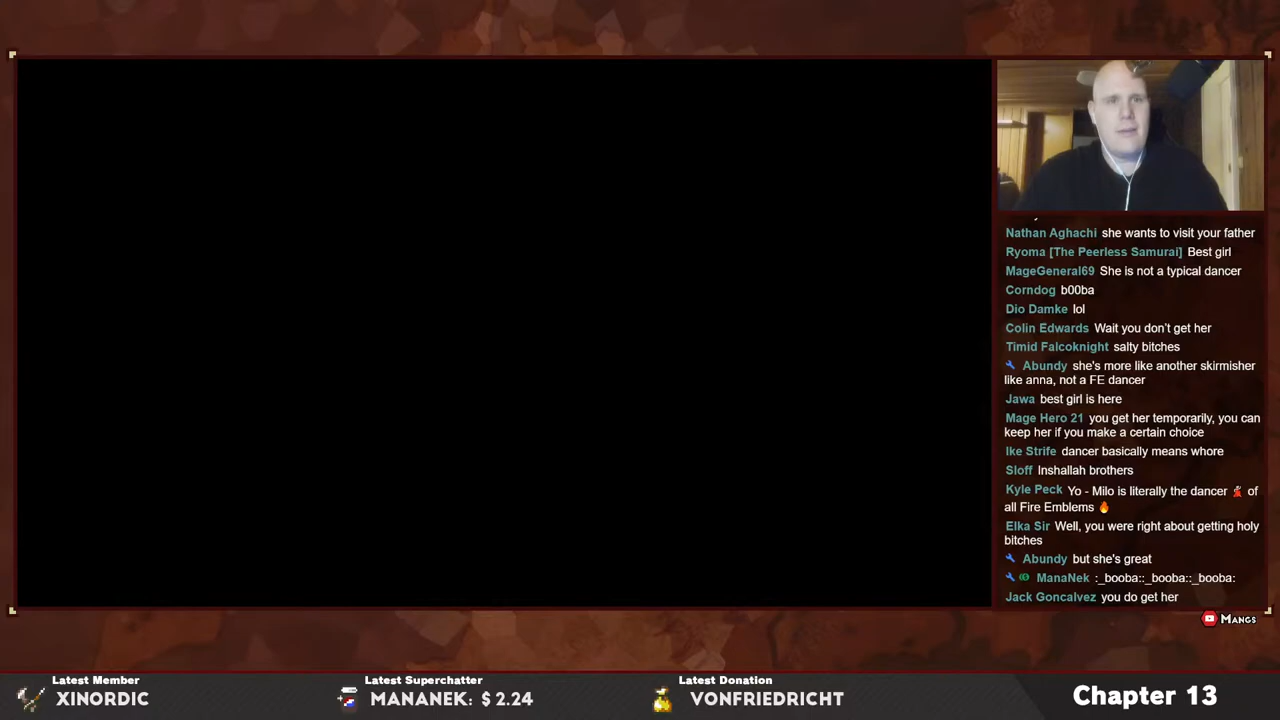 Nathan Aghachi she wants to visit your father
Ryoma [The Peerless Samurai] Best girl
MageGeneral69 She is not a typical dancer
Corndog b00ba
Dio Damke lol
Colin Edwards Wait you don't get her
Timid Falcoknight salty bitches
Abundy she's more like another skirmisher
like anna, not a FE dancer
Jawa best girl is here
Mage Hero 21 you get her temporarily, you can
keep her if you make a certain choice
Ike Strife dancer basically means whore
Sloff Inshallah brothers
Kyle Peck Yo - Milo is literally the dancer 💃 of
all Fire Emblems 🔥
Elka Sir Well, you were right about getting holy
bitches
Abundy but she's great
ManaNek :_booba::_booba::_booba:
Jack Goncalvez you do get her
Mangs
Latest Member
XINORDIC
Latest Superchatter
MANANEK: $ 2.24
Latest Donation
VONFRIEDRICHT
Chapter 13